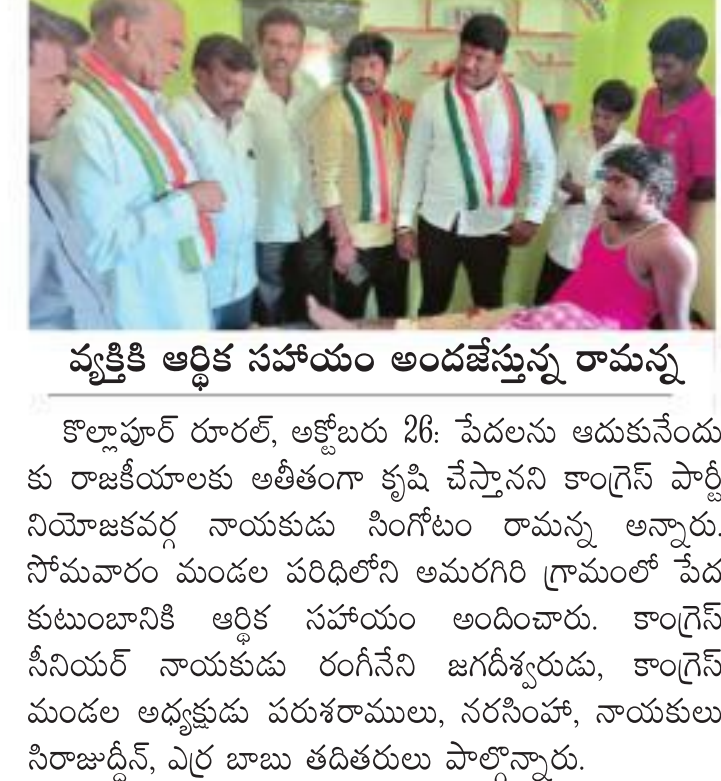 వ్యక్తికి ఆర్థిక సహాయం అందజేస్తున్న రామన్న
కొల్లాపూర్ రూరల్, అక్టోబరు 26: పేదలను ఆదుకునేందు
కు రాజకీయాలకు అతీతంగా కృషి చేస్తానని కాంగ్రెస్ పార్టీ
నియోజకవర్గ నాయకుడు సింగోటం రామన్న అన్నారు.
సోమవారం మండల పరిధిలోని అమరగిరి గ్రామంలో పేద
కుటుంబానికి ఆర్థిక సహాయం అందించారు. కాంగ్రెస్
సీనియర్ నాయకుడు రంగినేని జగదీశ్వరుడు, కాంగ్రెస్
మండల అధ్యక్షుడు పరుశరాములు, నరసింహా, నాయకులు
సిరాజుద్దీన్, ఎర్ర బాబు తదితరులు పాల్గొన్నారు.